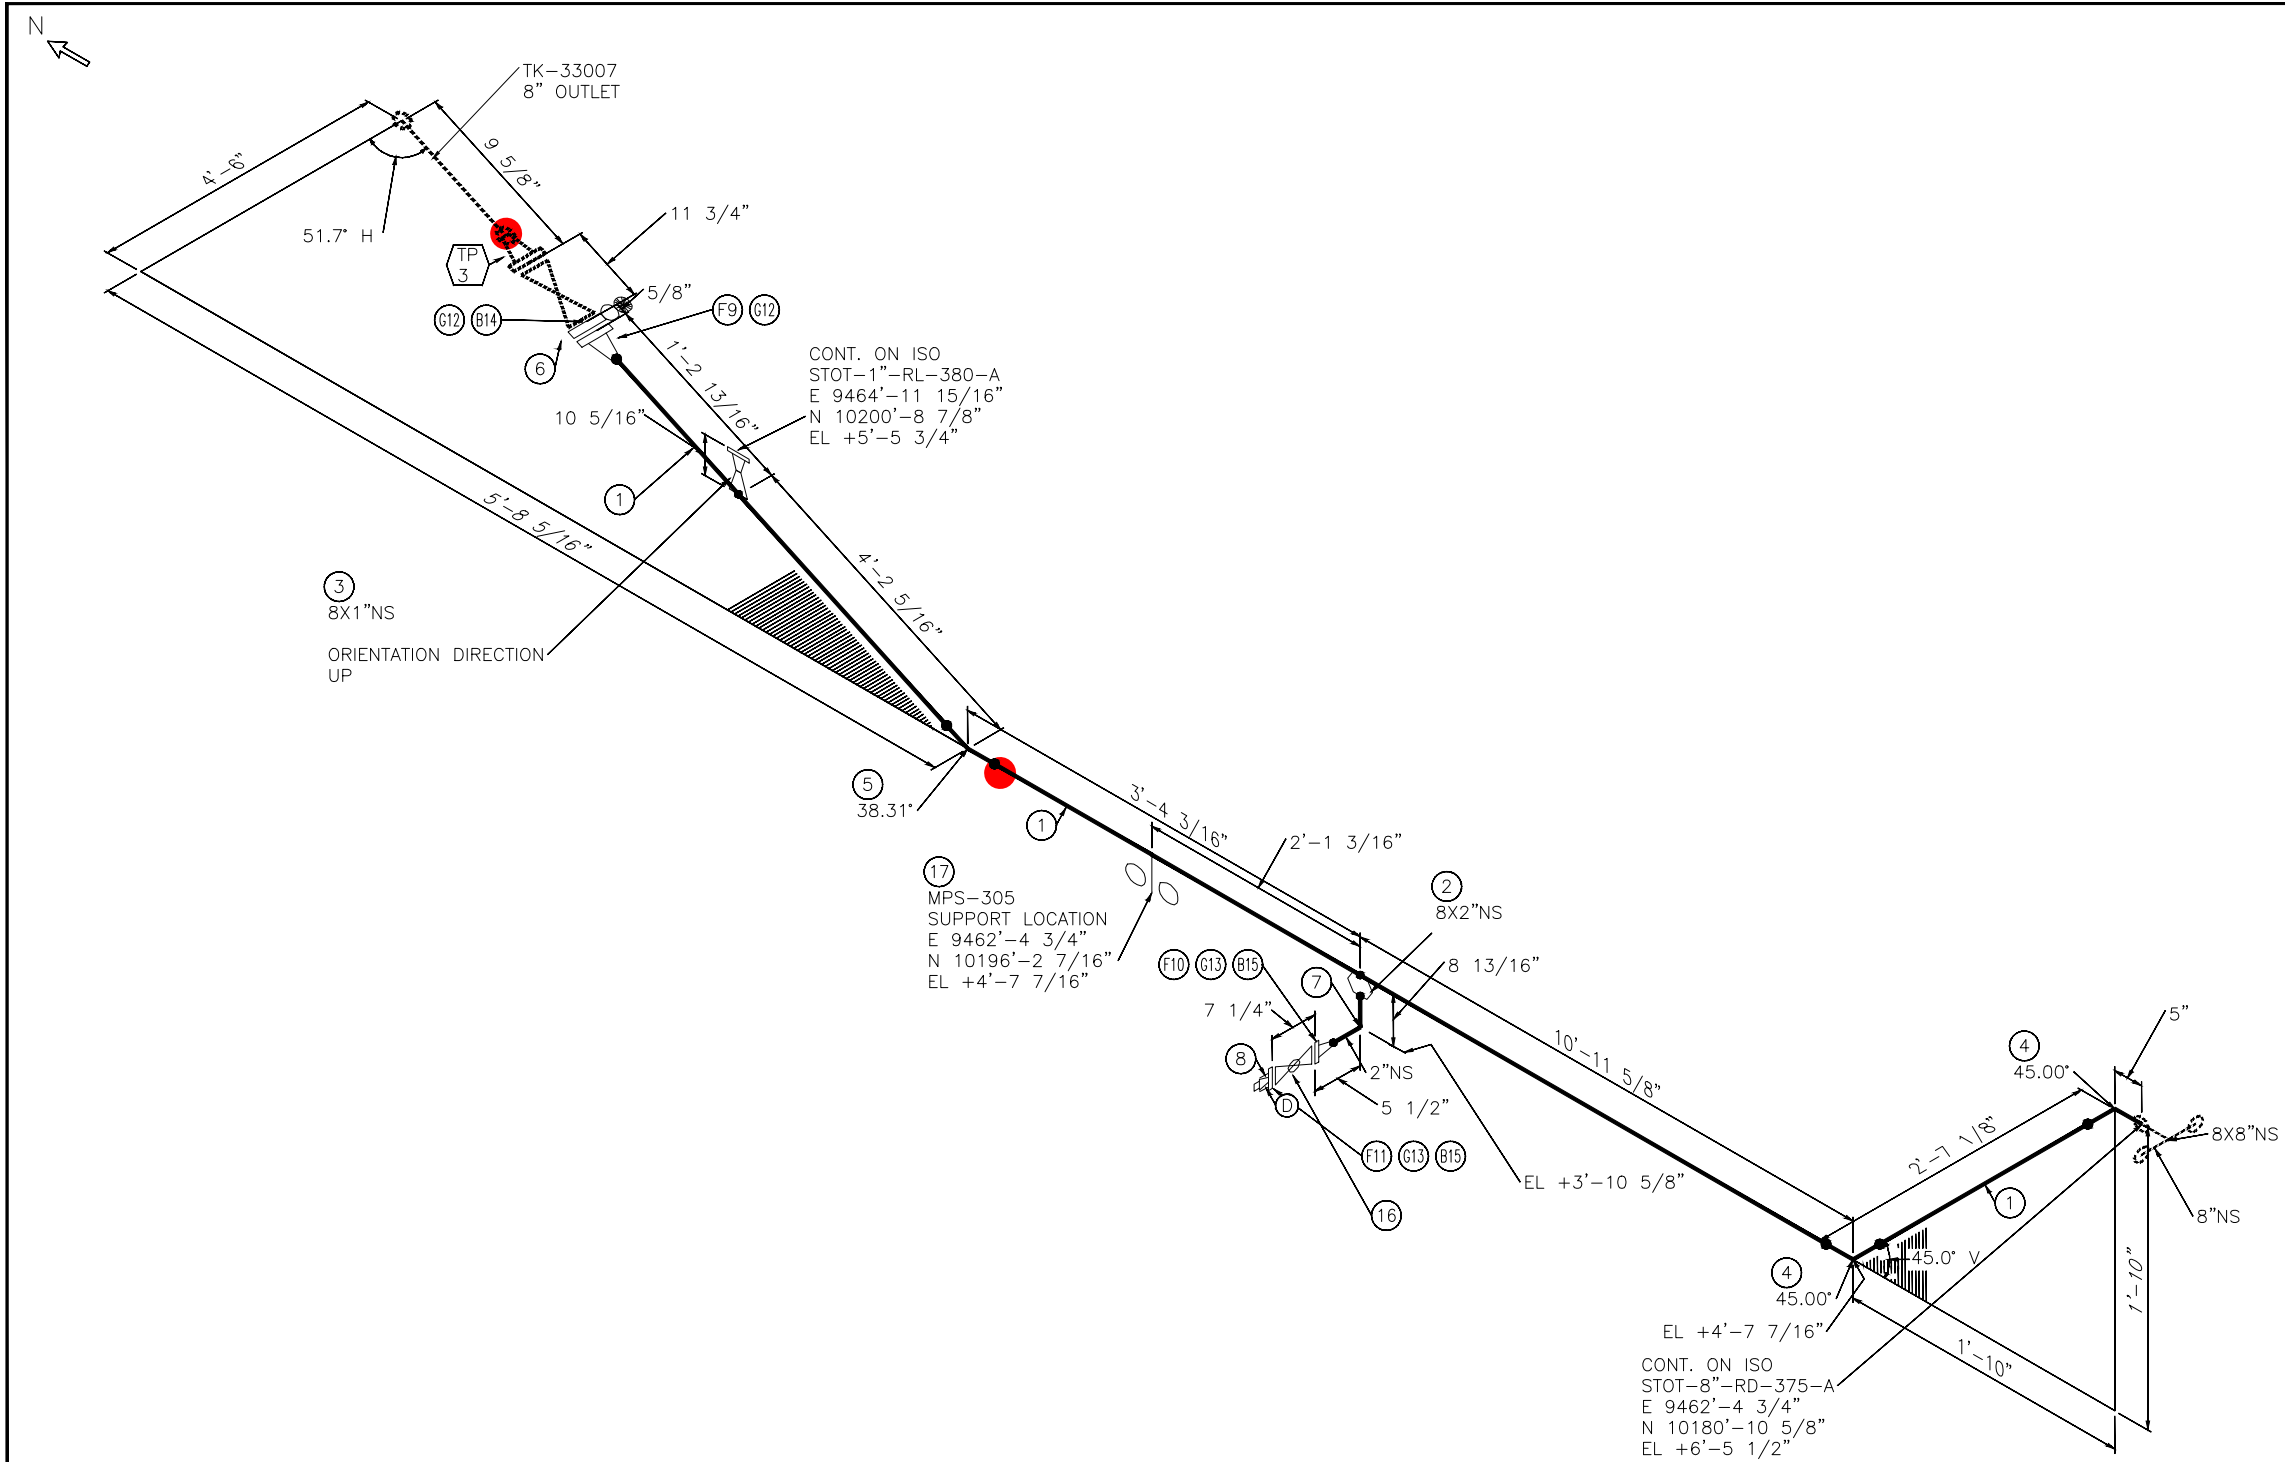 N
TK-33007
8" OUTLET
4'-6"
9 5/8"
51.7° H
11 3/4"
TP
3
5/8"
G12 B14
F9 G12
6
1'-2 13/16"
CONT. ON ISO
STOT-1"-RL-380-A
E 9464'-11 15/16"
N 10200'-8 7/8"
EL +5'-5 3/4"
10 5/16"
1
5'-8 5/16"
3
8X1"NS
ORIENTATION DIRECTION
UP
4'-2 5/16"
5
38.31°
1
3'-4 3/16"
2'-1 3/16"
17
MPS-305
SUPPORT LOCATION
E 9462'-4 3/4"
N 10196'-2 7/16"
EL +4'-7 7/16"
2
8X2"NS
F10 G13 B15
7
8 13/16"
7 1/4"
8
D
2"NS
5 1/2"
F11 G13 B15
16
EL +3'-10 5/8"
10'-11 5/8"
5"
4
45.00°
2'-7 1/8"
8X8"NS
1
8"NS
45.0° V
4
45.00°
1'-10"
EL +4'-7 7/16"
1'-10"
CONT. ON ISO
STOT-8"-RD-375-A
E 9462'-4 3/4"
N 10180'-10 5/8"
EL +6'-5 1/2"